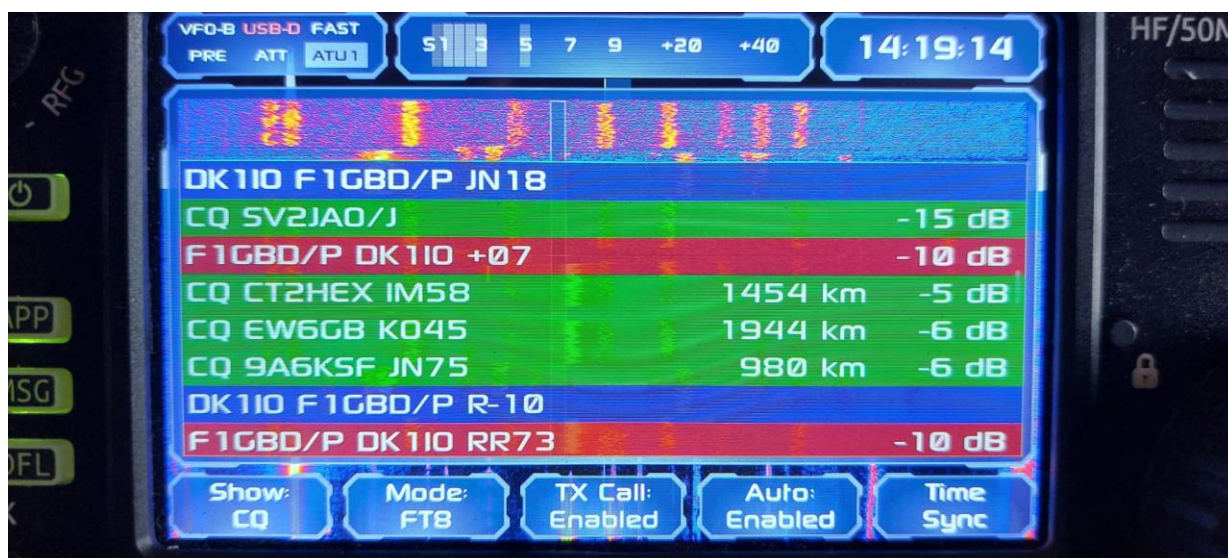 VFO-B USB-D FAST
PRE ATT ATU1
S1 3 5 7 9 +20 +40
14:19:14
HF/50M
RFG
DK1IO F1GBD/P JN18
CQ SV2JAO/J -15 dB
F1GBD/P DK1IO +07 -10 dB
CQ CT2HEX IM58 1454 km -5 dB
CQ EW6GB KO45 1944 km -6 dB
CQ 9A6KSF JN75 980 km -6 dB
DK1IO F1GBD/P R-10
F1GBD/P DK1IO RR73 -10 dB
APP
MSG
DFL
Show: CQ
Mode: FT8
TX Call: Enabled
Auto: Enabled
Time Sync